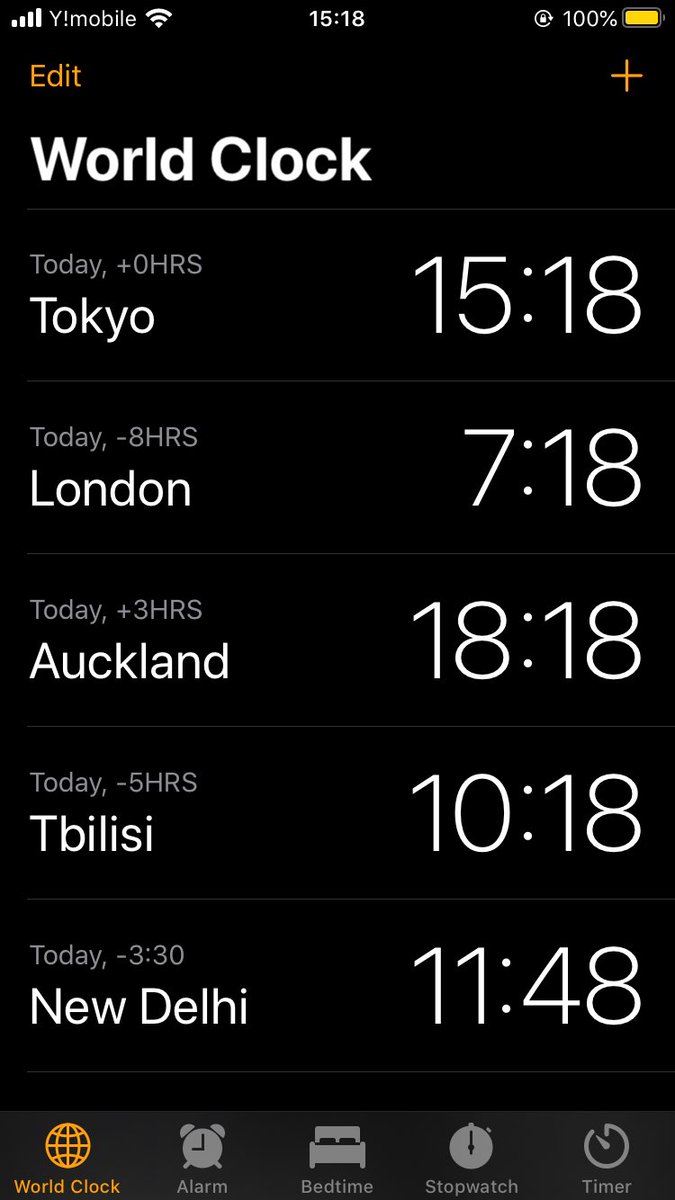 Y!mobile 15:18 100%
Edit +
World Clock
Today, +0HRS
Tokyo 15:18
Today, -8HRS
London 7:18
Today, +3HRS
Auckland 18:18
Today, -5HRS
Tbilisi 10:18
Today, -3:30
New Delhi 11:48
World Clock Alarm Bedtime Stopwatch Timer